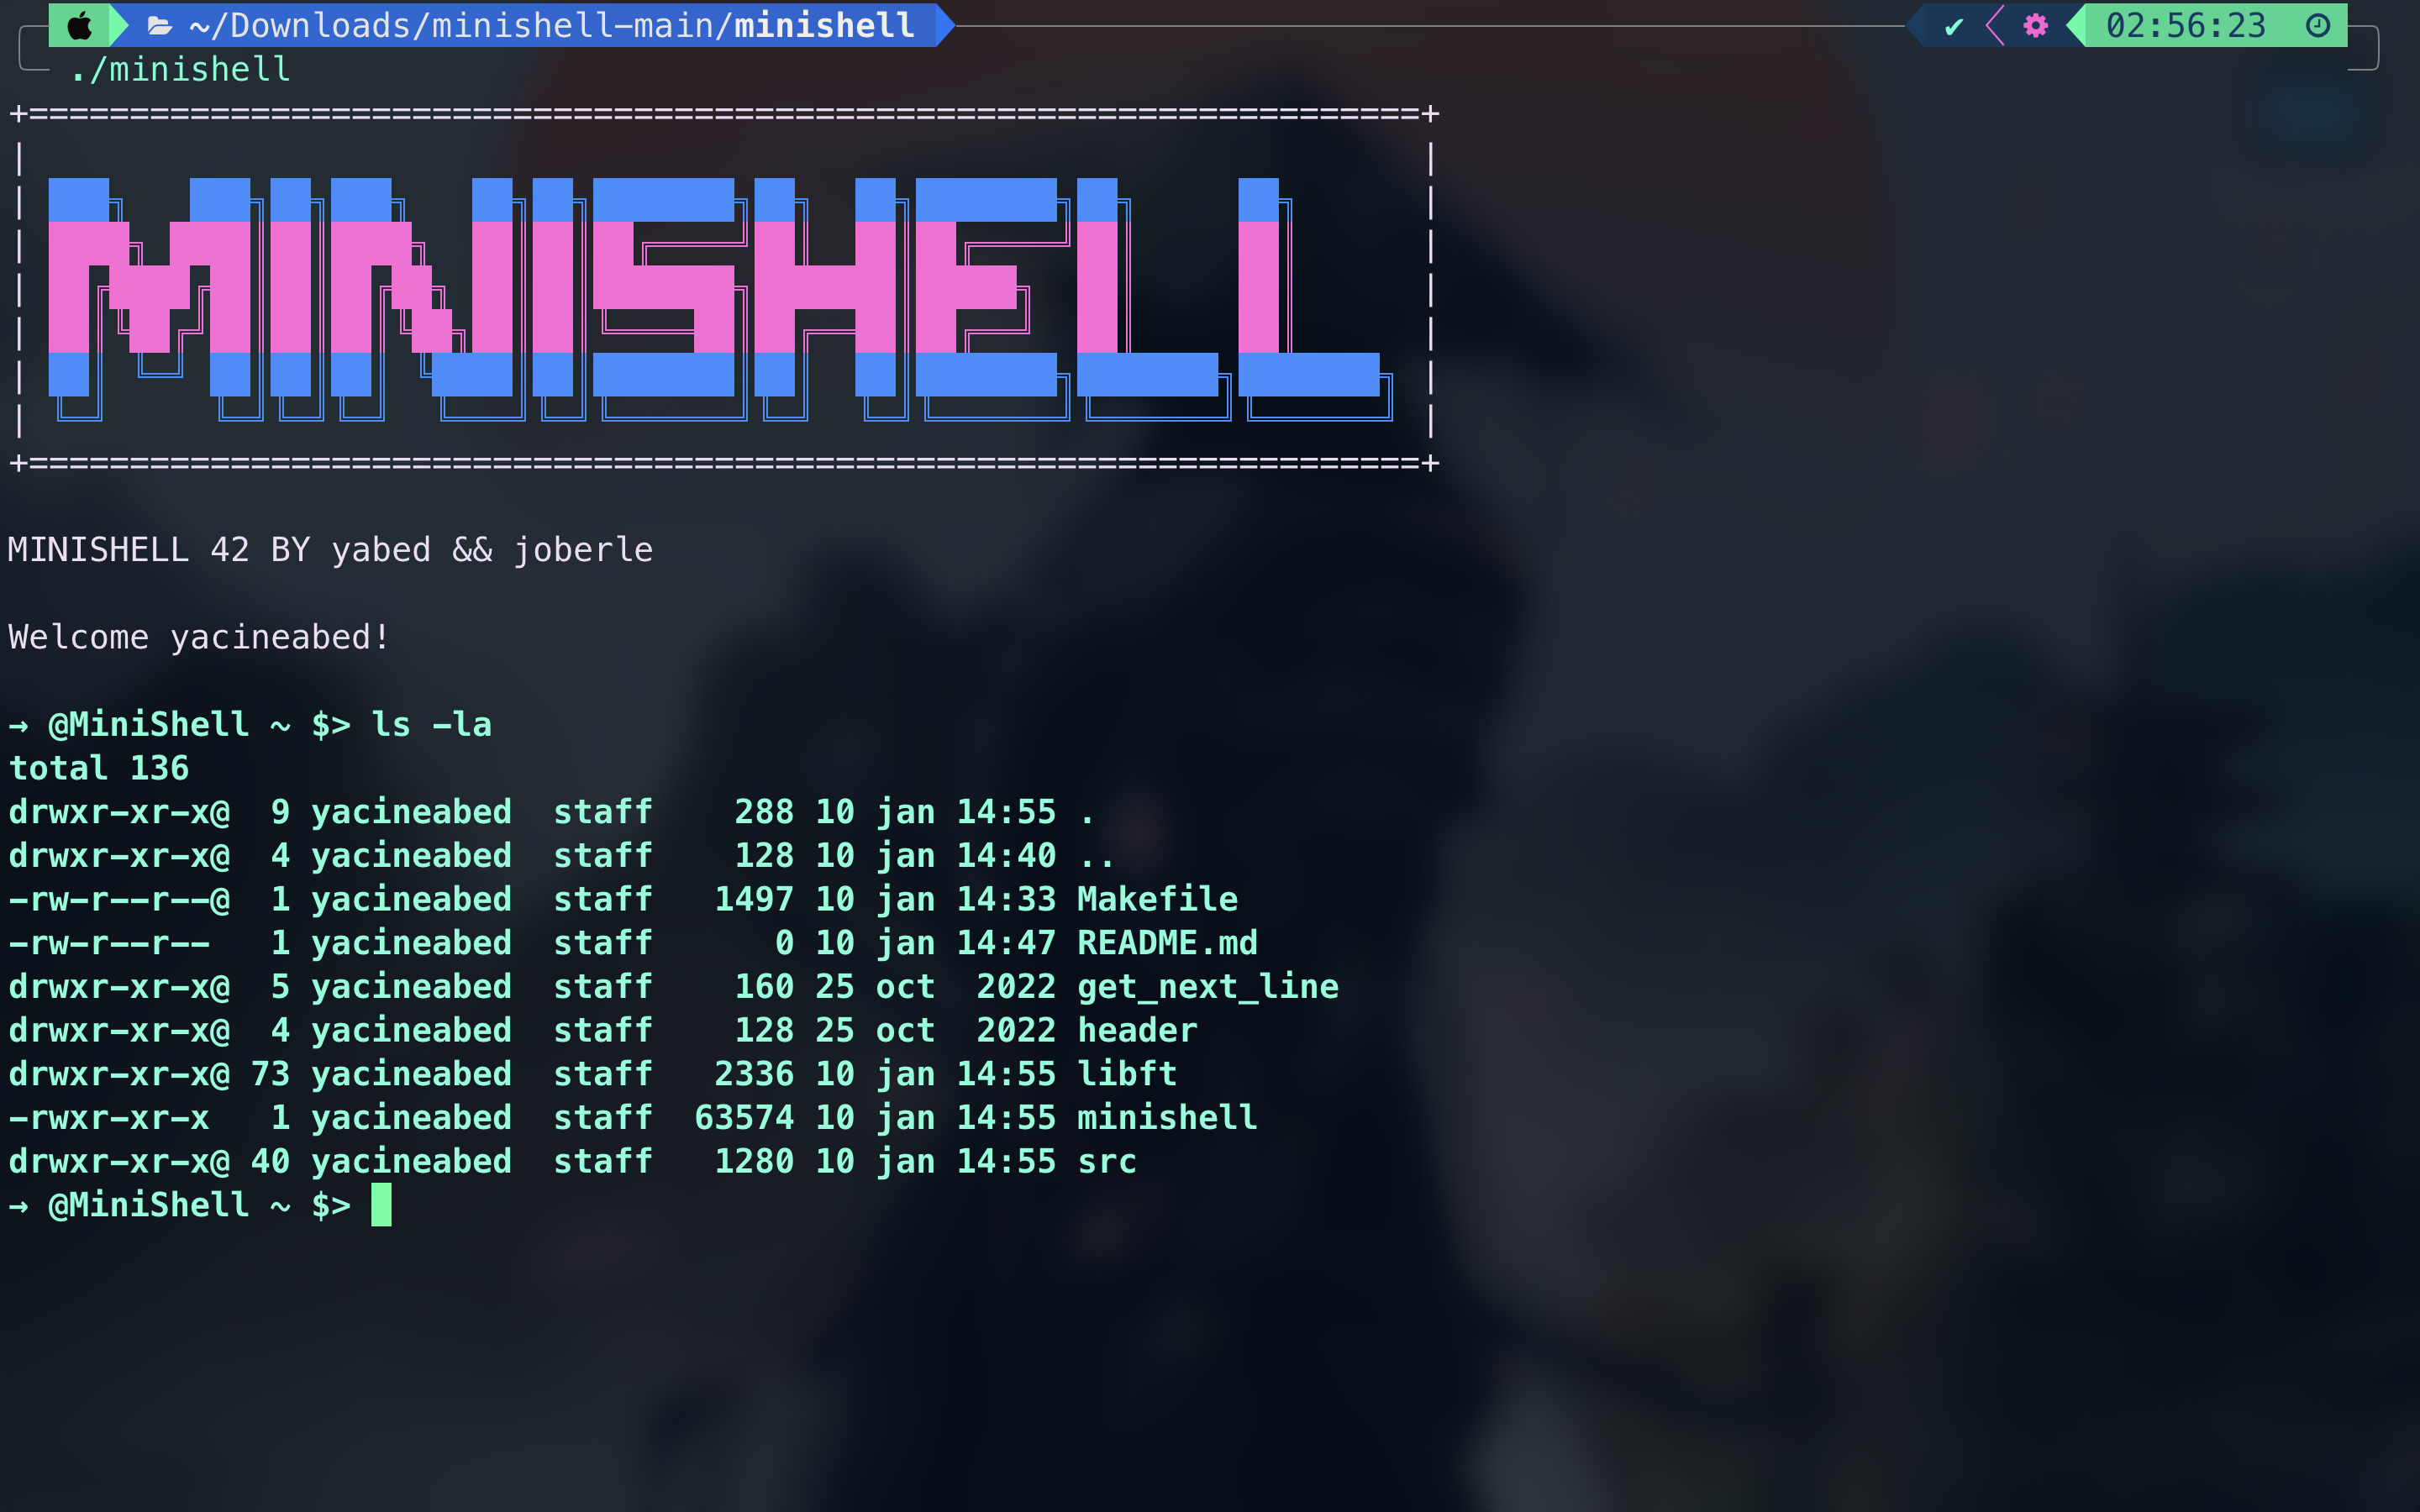 ~/Downloads/minishell-main/minishell 02:56:23
./minishell
+=====================================================================+
MINISHELL
+=====================================================================+
MINISHELL 42 BY yabed && joberle
Welcome yacineabed!
→ @MiniShell ~ $> ls -la
total 136
drwxr-xr-x@  9 yacineabed  staff    288 10 jan 14:55 .
drwxr-xr-x@  4 yacineabed  staff    128 10 jan 14:40 ..
-rw-r--r--@  1 yacineabed  staff   1497 10 jan 14:33 Makefile
-rw-r--r--   1 yacineabed  staff      0 10 jan 14:47 README.md
drwxr-xr-x@  5 yacineabed  staff    160 25 oct  2022 get_next_line
drwxr-xr-x@  4 yacineabed  staff    128 25 oct  2022 header
drwxr-xr-x@ 73 yacineabed  staff   2336 10 jan 14:55 libft
-rwxr-xr-x   1 yacineabed  staff  63574 10 jan 14:55 minishell
drwxr-xr-x@ 40 yacineabed  staff   1280 10 jan 14:55 src
→ @MiniShell ~ $>